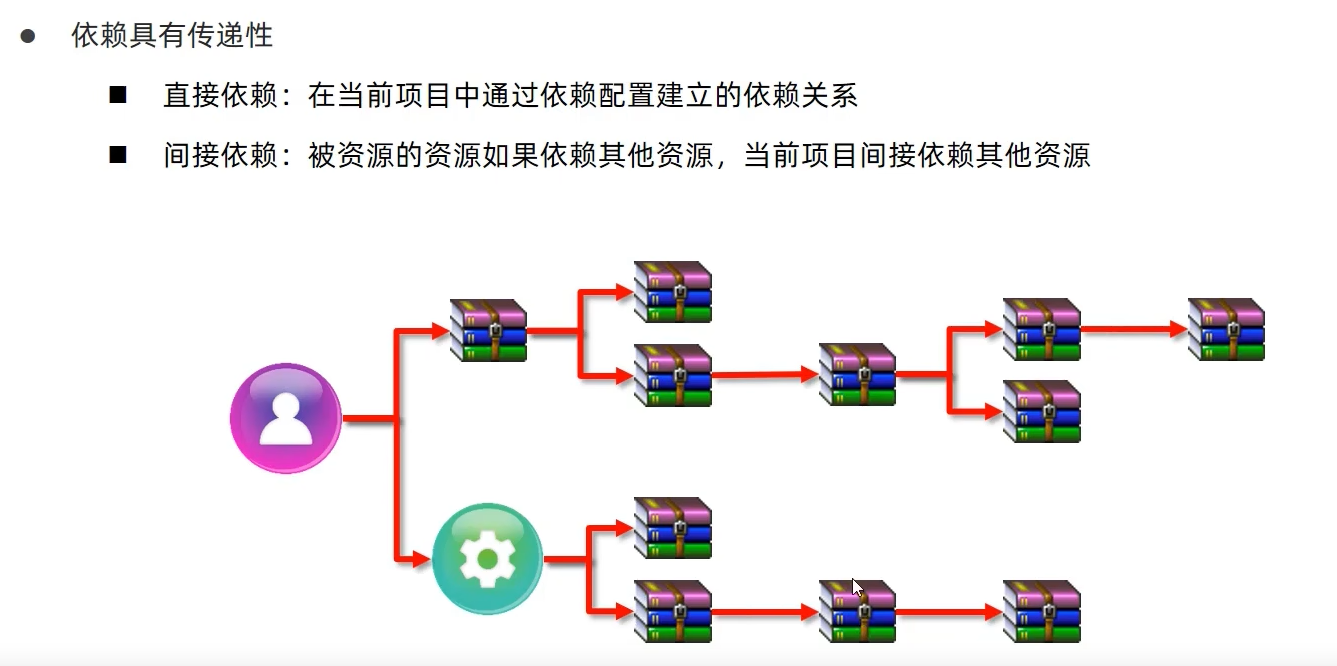 依赖具有传递性
直接依赖：在当前项目中通过依赖配置建立的依赖关系
间接依赖：被资源的资源如果依赖其他资源，当前项目间接依赖其他资源